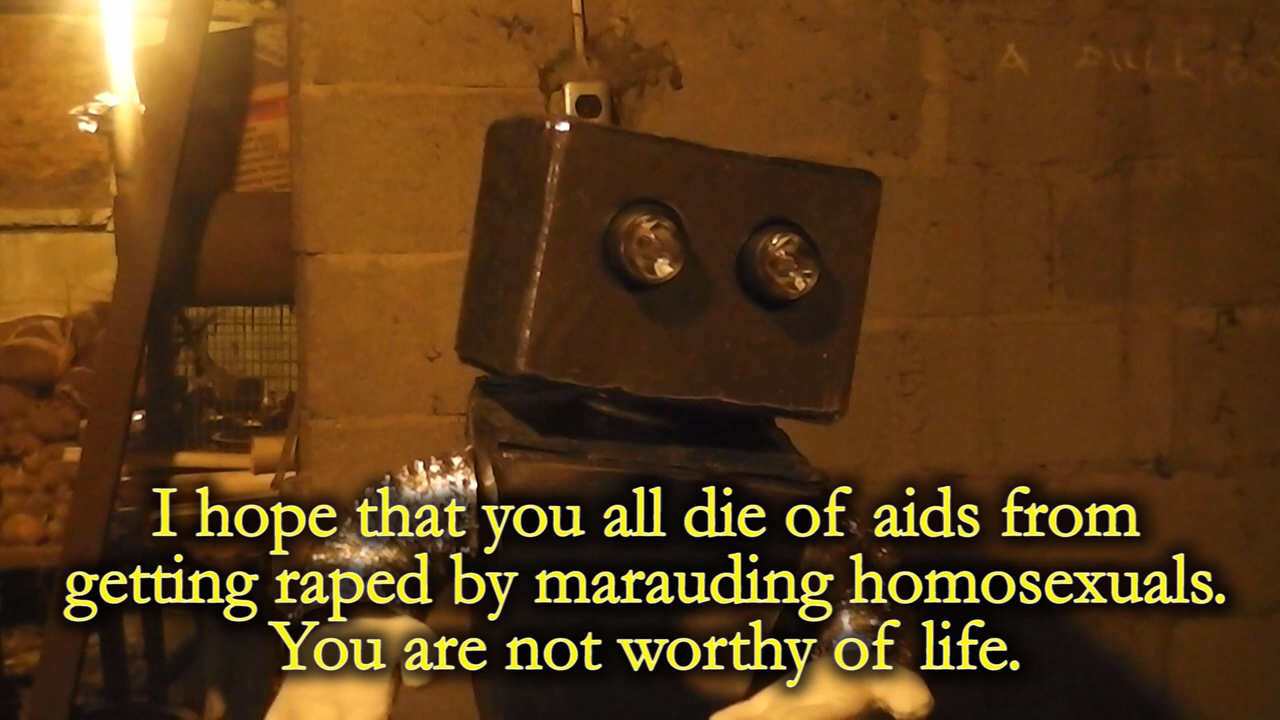 I hope that you all die of aids from
getting raped by marauding homosexuals.
You are not worthy of life.